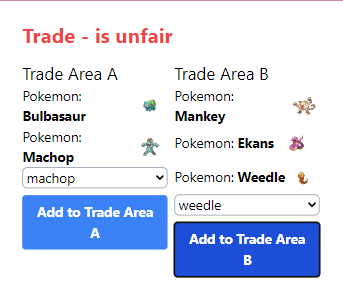 Trade - is unfair
Trade Area A
Pokemon:
Bulbasaur
Pokemon:
Machop
machop
Add to Trade Area
A
Trade Area B
Pokemon:
Mankey
Pokemon: Ekans
Pokemon: Weedle
weedle
Add to Trade Area
B